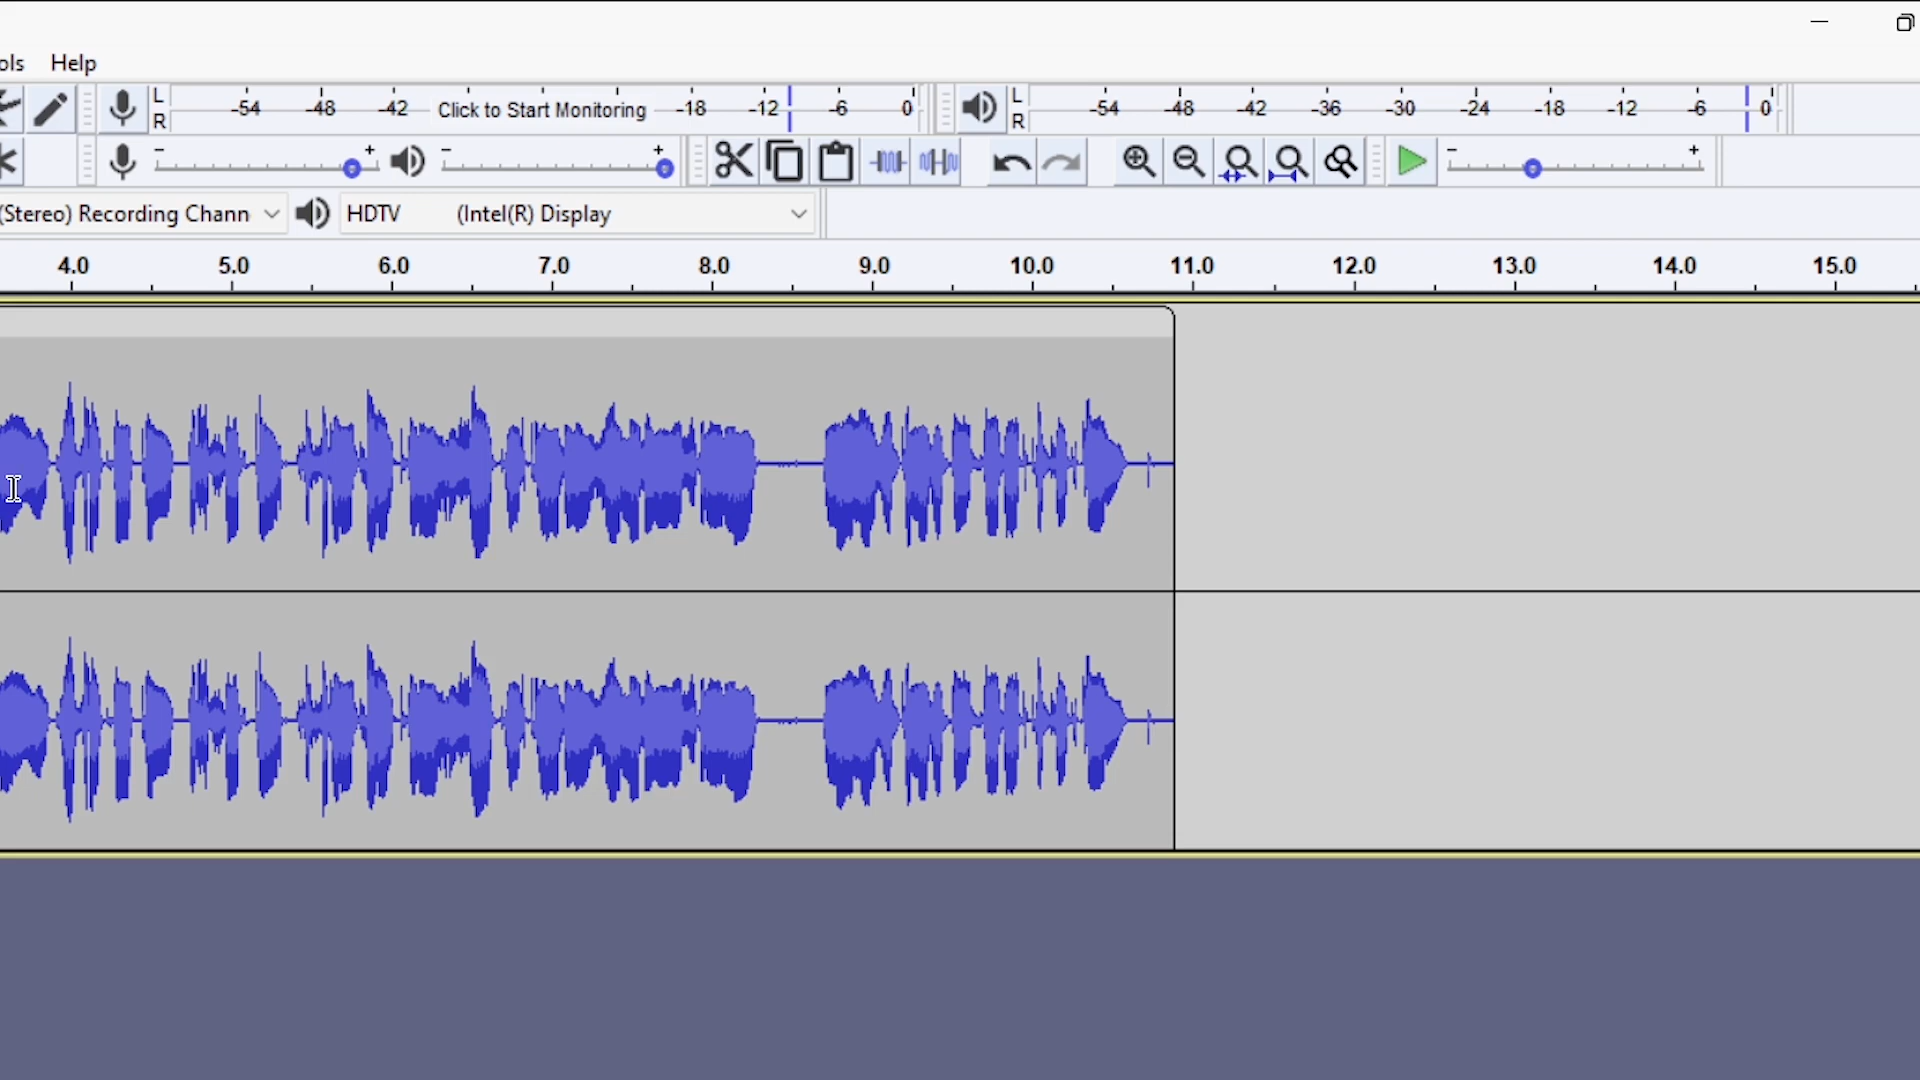 ols Help
L R -54 -48 -42 Click to Start Monitoring -18 -12 -6 0 L R -54 -48 -42 -36 -30 -24 -18 -12 -6 0
- + - + - +
(Stereo) Recording Chann HDTV (Intel(R) Display
4.0 5.0 6.0 7.0 8.0 9.0 10.0 11.0 12.0 13.0 14.0 15.0